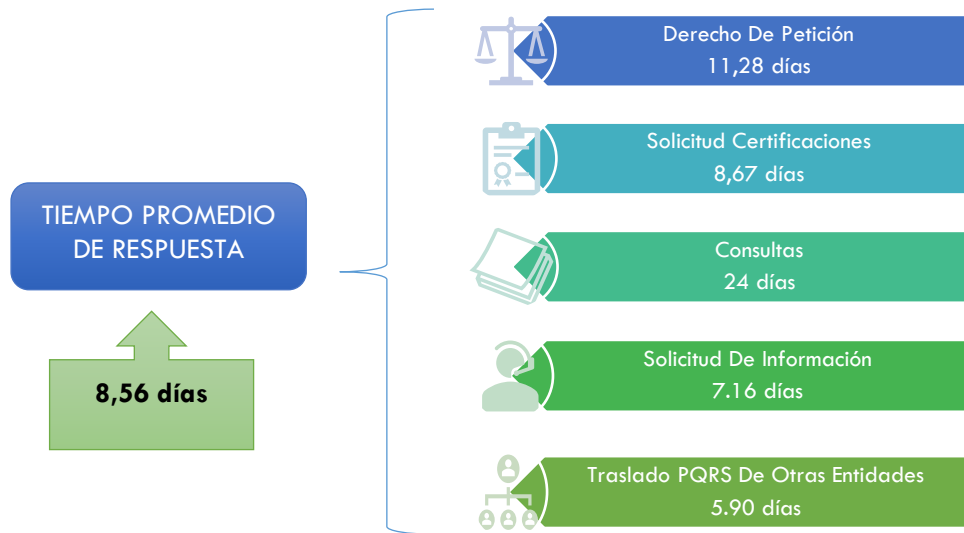 TIEMPO PROMEDIO
DE RESPUESTA
8,56 días
Derecho De Petición
11,28 días
Solicitud Certificaciones
8,67 días
Consultas
24 días
Solicitud De Información
7.16 días
Traslado PQRS De Otras Entidades
5.90 días